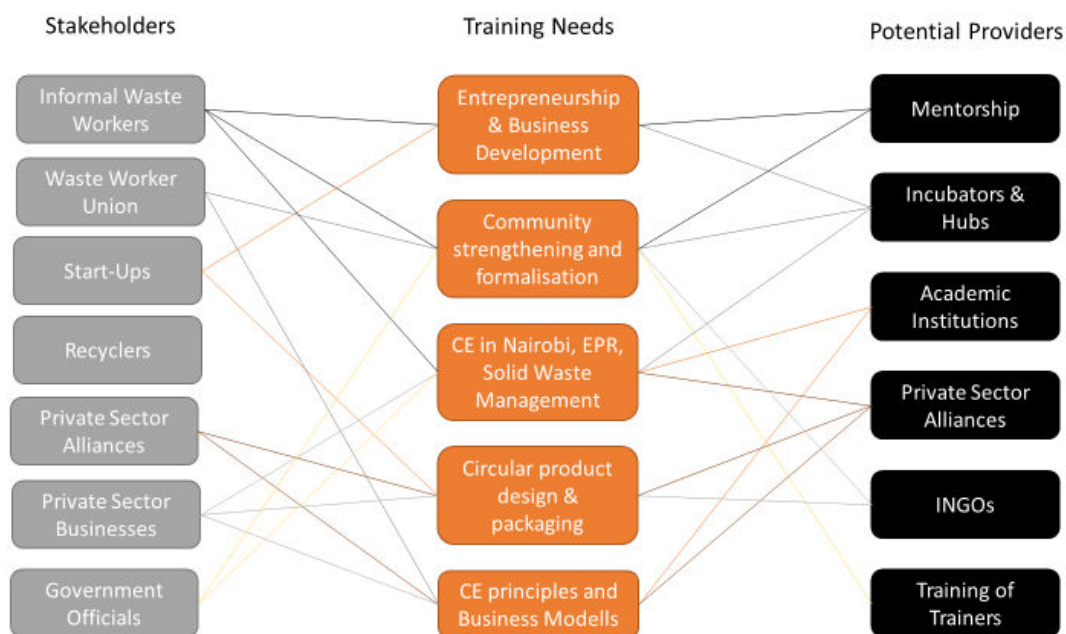 Stakeholders
Training Needs
Potential Providers
Informal Waste
Workers
Waste Worker
Union
Start-Ups
Recyclers
Private Sector
Alliances
Private Sector
Businesses
Government
Officials
Entrepreneurship
& Business
Development
Community
strengthening and
formalisation
CE in Nairobi, EPR,
Solid Waste
Management
Circular product
design &
packaging
CE principles and
Business Modells
Mentorship
Incubators &
Hubs
Academic
Institutions
Private Sector
Alliances
INGOs
Training of
Trainers